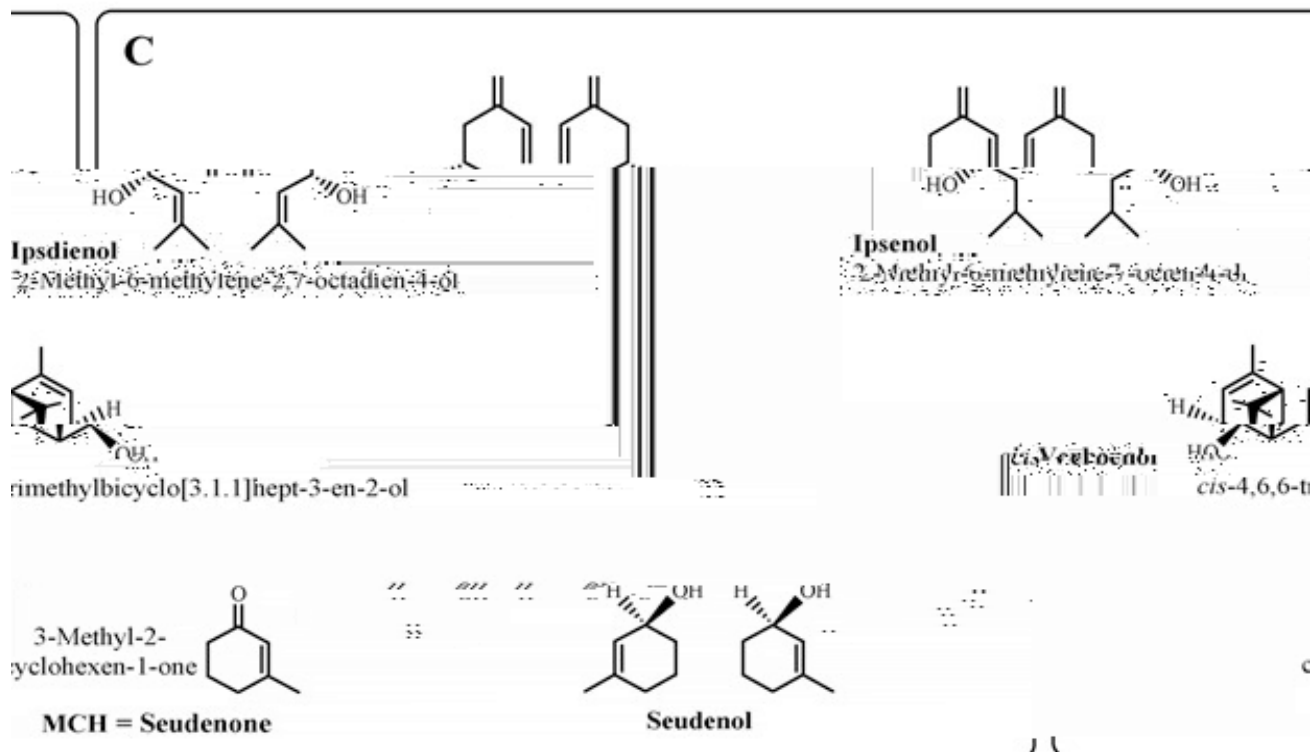 C
HO OH
HO OH
Ipsdienol
Ipsenol
2-Methyl-6-methylene-2,7-octadien-4-ol
H
H
OH
HO
rimethylbicyclo[3.1.1]hept-3-en-2-ol
cis-4,6,6-tr
O
H OH H OH
3-Methyl-2-
cyclohexen-1-one
c
MCH = Seudenone
Seudenol